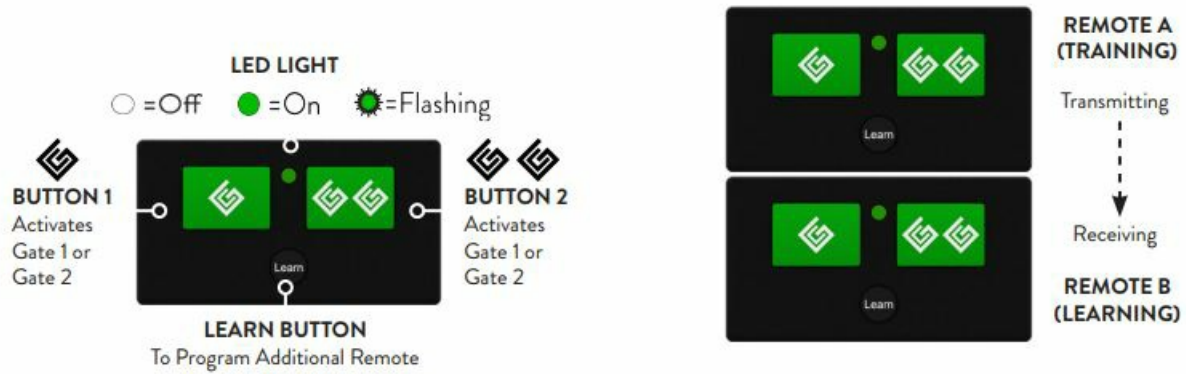 LED LIGHT
=Off =On =Flashing
BUTTON 1
Activates
Gate 1 or
Gate 2
Learn
BUTTON 2
Activates
Gate 1 or
Gate 2
LEARN BUTTON
To Program Additional Remote
REMOTE A
(TRAINING)
Transmitting
Learn
Receiving
REMOTE B
(LEARNING)
Learn